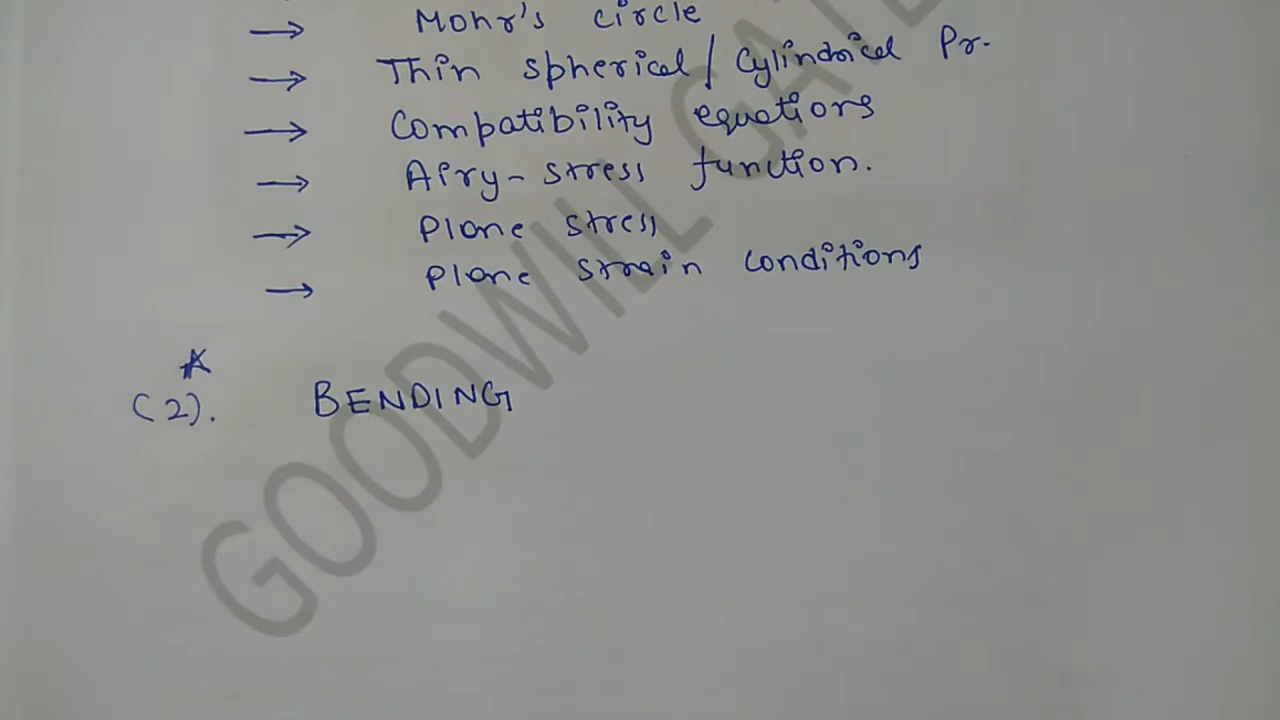 → Mohr's circle
→ Thin spherical / Cylindrical Pr.
→ Compatibility equations
→ Airy-stress function.
→ Plane stress
→ Plane strain conditions
*
(2). BENDING
GOODWILL GATE